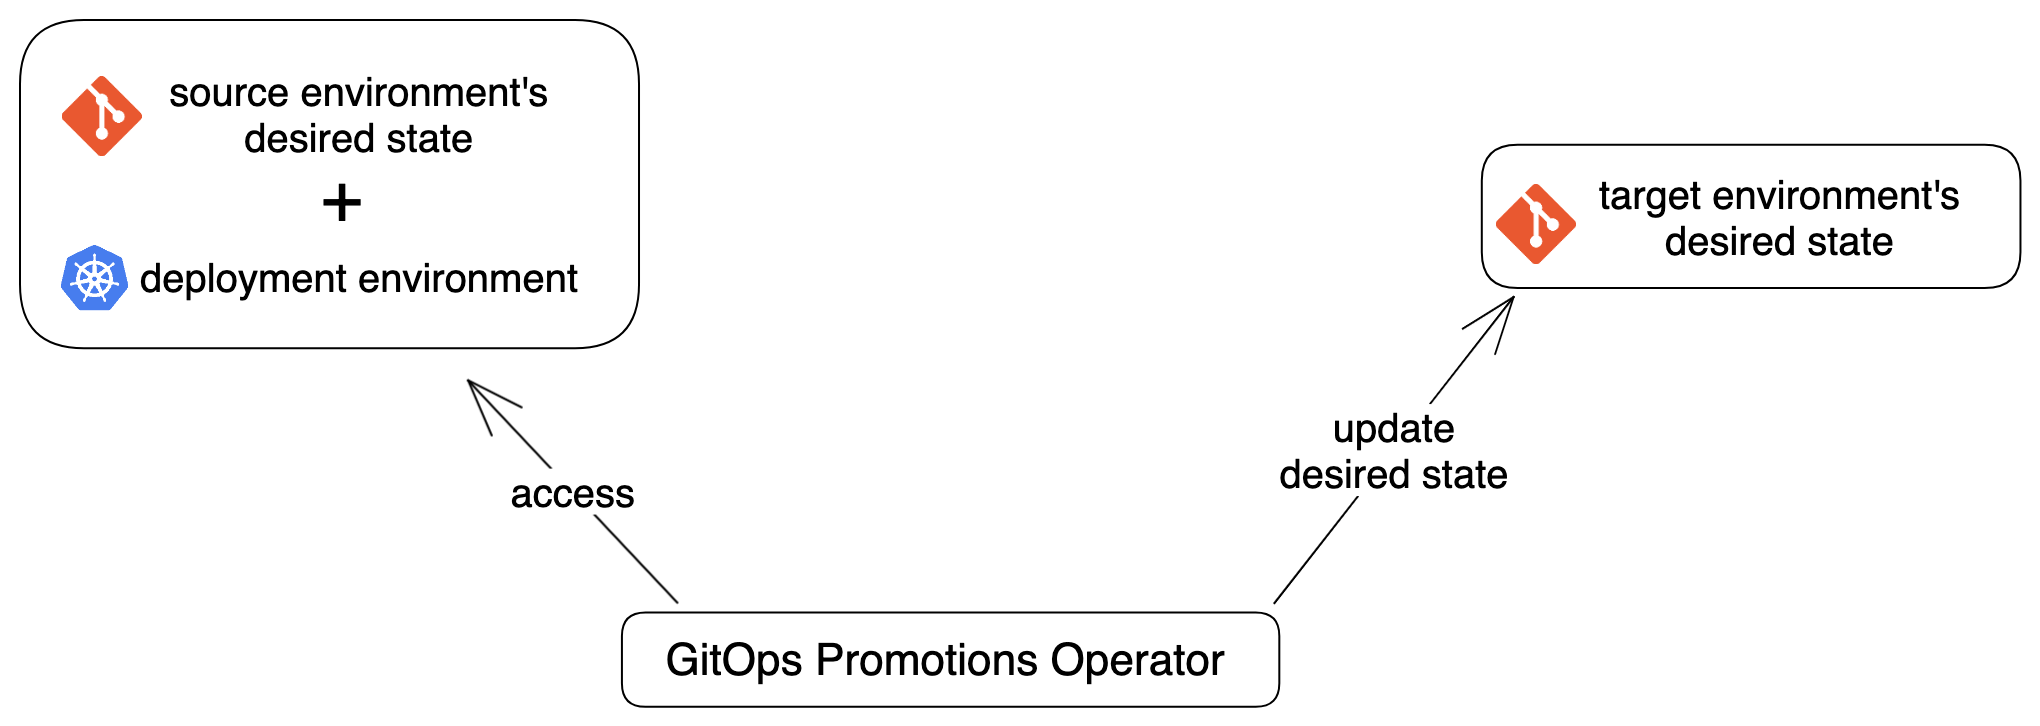 source environment's
desired state
+
deployment environment
target environment's
desired state
access
update
desired state
GitOps Promotions Operator